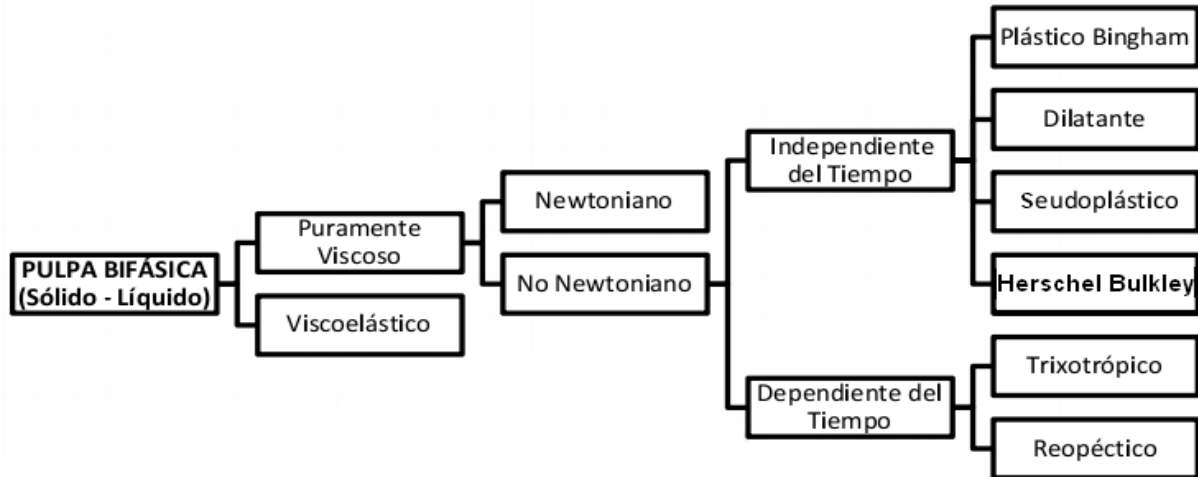 PULPA BIFÁSICA
(Sólido - Líquido)
Puramente
Viscoso
Viscoelástico
Newtoniano
No Newtoniano
Independiente
del Tiempo
Dependiente del
Tiempo
Plástico Bingham
Dilatante
Seudoplástico
Herschel Bulkley
Trixotrópico
Reopéctico